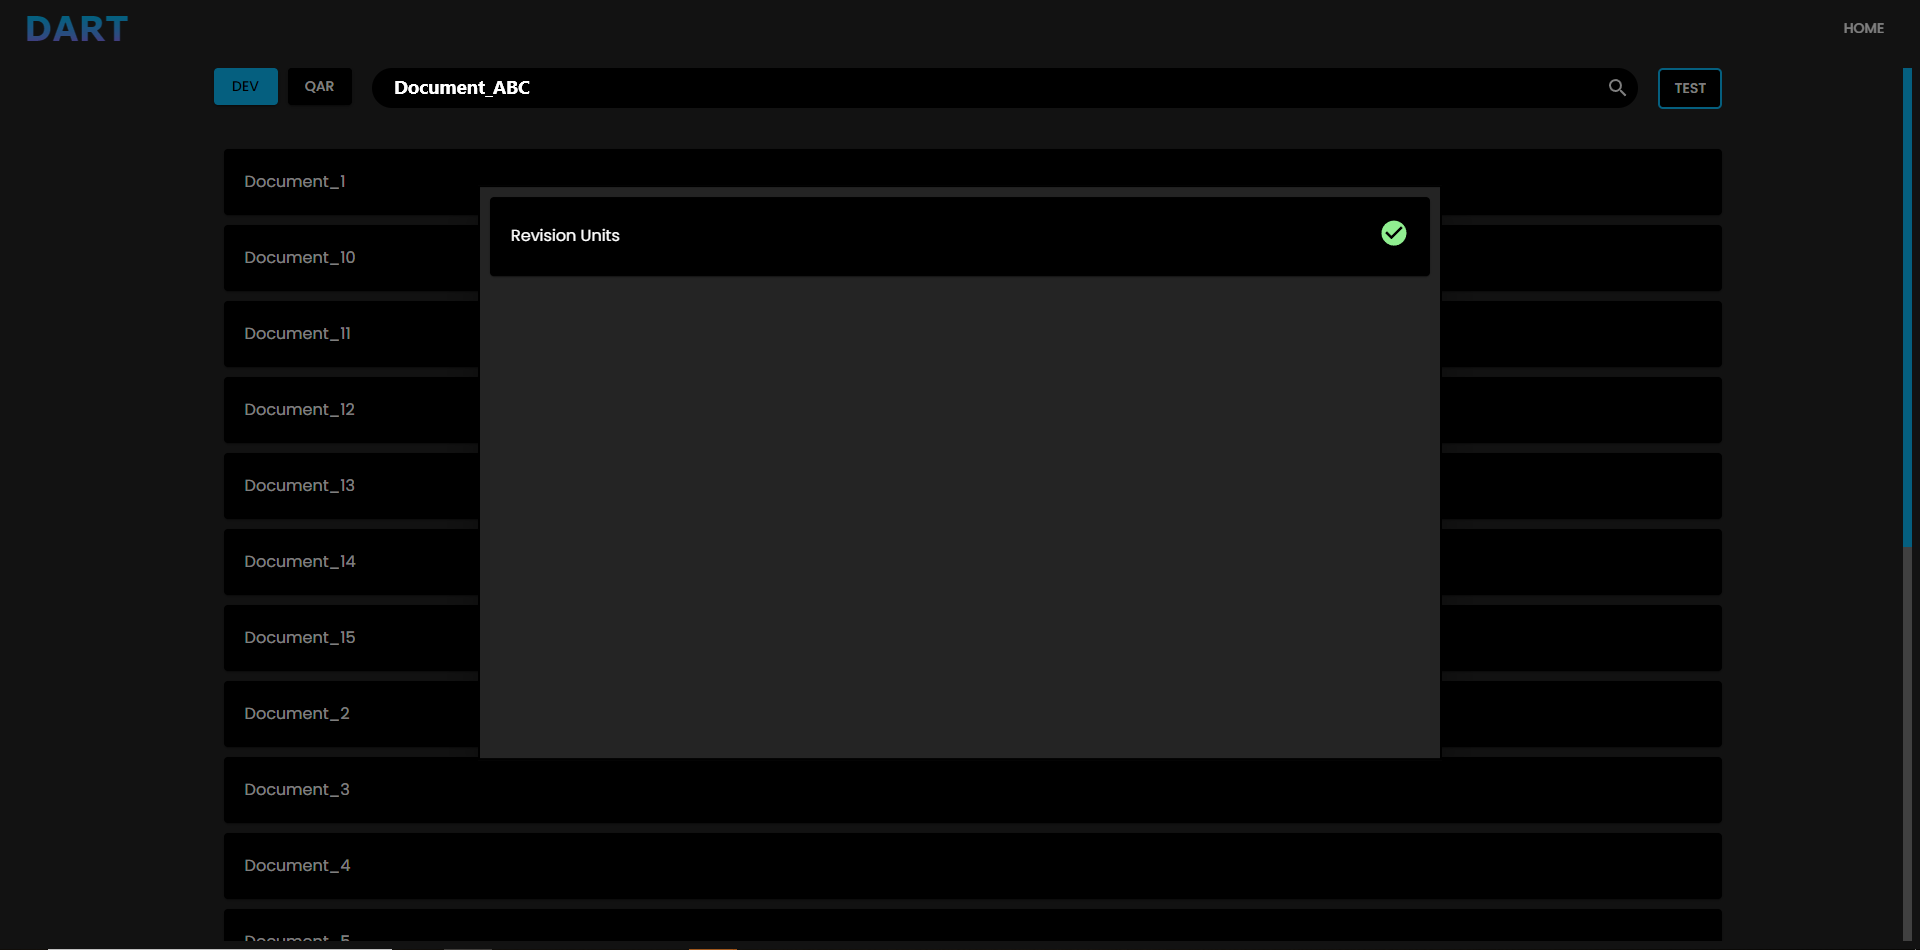 DART
HOME
DEV
QAR
Document_ABC
TEST
Document_1
Revision Units
Document_10
Document_11
Document_12
Document_13
Document_14
Document_15
Document_2
Document_3
Document_4
Document_5